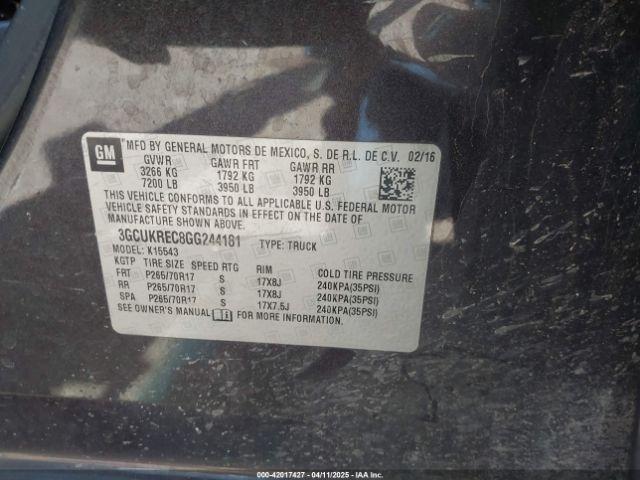 GM
MFD BY GENERAL MOTORS DE MEXICO, S. DE R.L. DE C.V. 02/16
GVWR GAWR FRT GAWR RR
3266 KG 1792 KG 1792 KG
7200 LB 3950 LB 3950 LB
THIS VEHICLE CONFORMS TO ALL APPLICABLE U.S. FEDERAL MOTOR
VEHICLE SAFETY STANDARDS IN EFFECT ON THE DATE OF
MANUFACTURE SHOWN ABOVE.
3GCUKREC8GG244181 TYPE: TRUCK
MODEL: K15543
KGTP TIRE SIZE SPEED RTG RIM COLD TIRE PRESSURE
FRT P265/70R17 S 17X8J 240KPA(35PSI)
RR P265/70R17 S 17X8J 240KPA(35PSI)
SPA P265/70R17 S 17X7.5J 240KPA(35PSI)
SEE OWNER'S MANUAL FOR MORE INFORMATION.
000-42017427 - 04/11/2025 - IAAI.COM